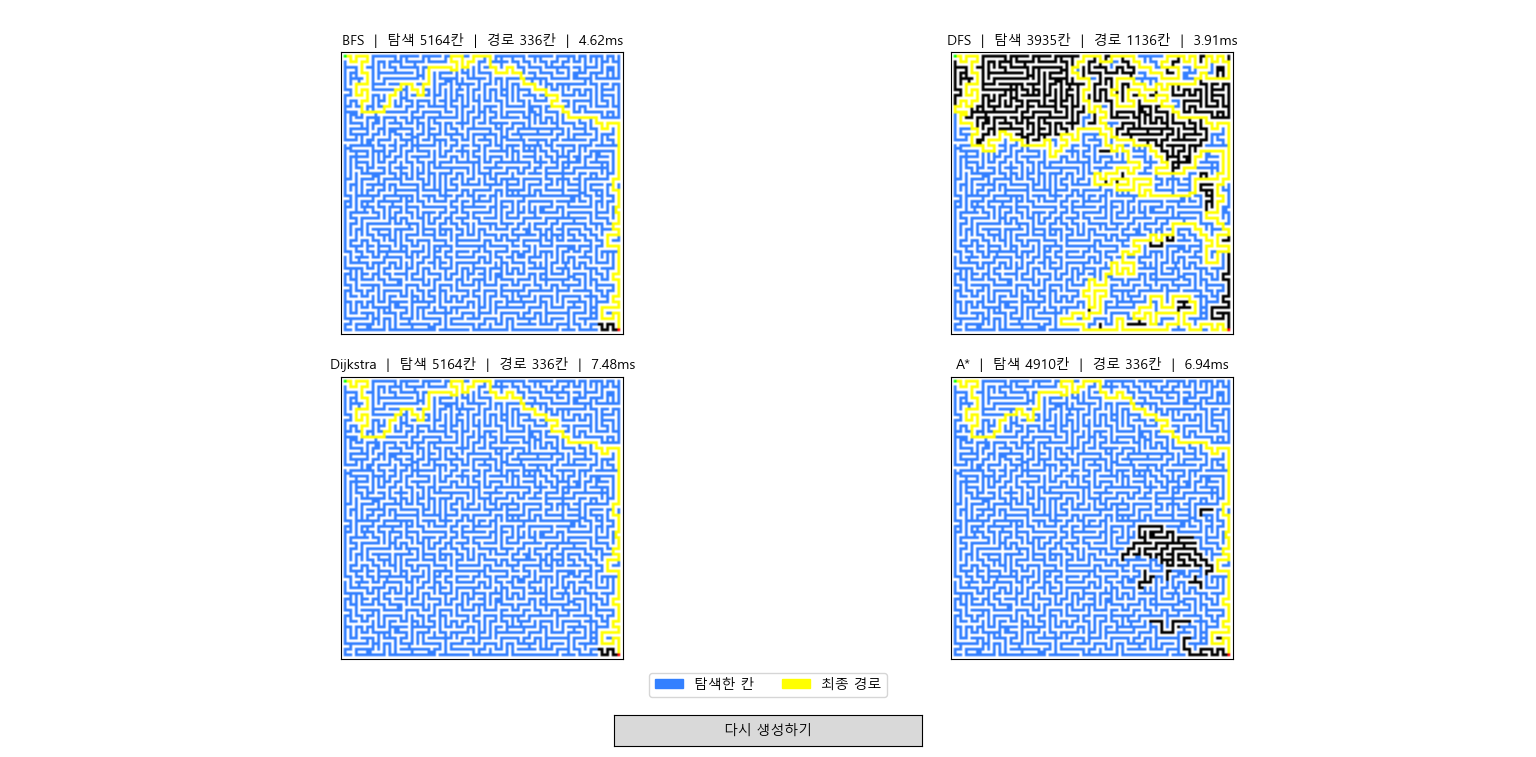 BFS | 탐색 5164칸 | 경로 336칸 | 4.62ms
DFS | 탐색 3935칸 | 경로 1136칸 | 3.91ms
Dijkstra | 탐색 5164칸 | 경로 336칸 | 7.48ms
A* | 탐색 4910칸 | 경로 336칸 | 6.94ms
탐색한 칸
최종 경로
다시 생성하기